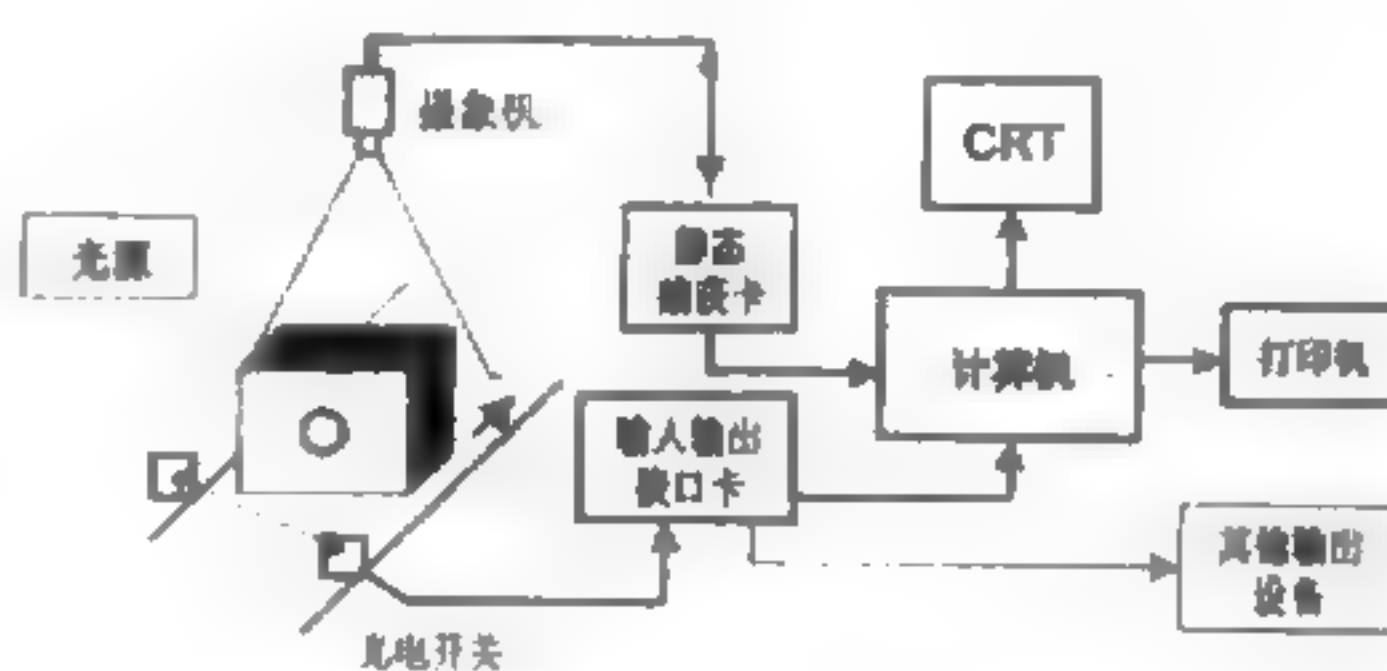 摄象机
CRT
光源
静态
捕获卡
计算机
打印机
输入输出
接口卡
其他输出
设备
光电开关